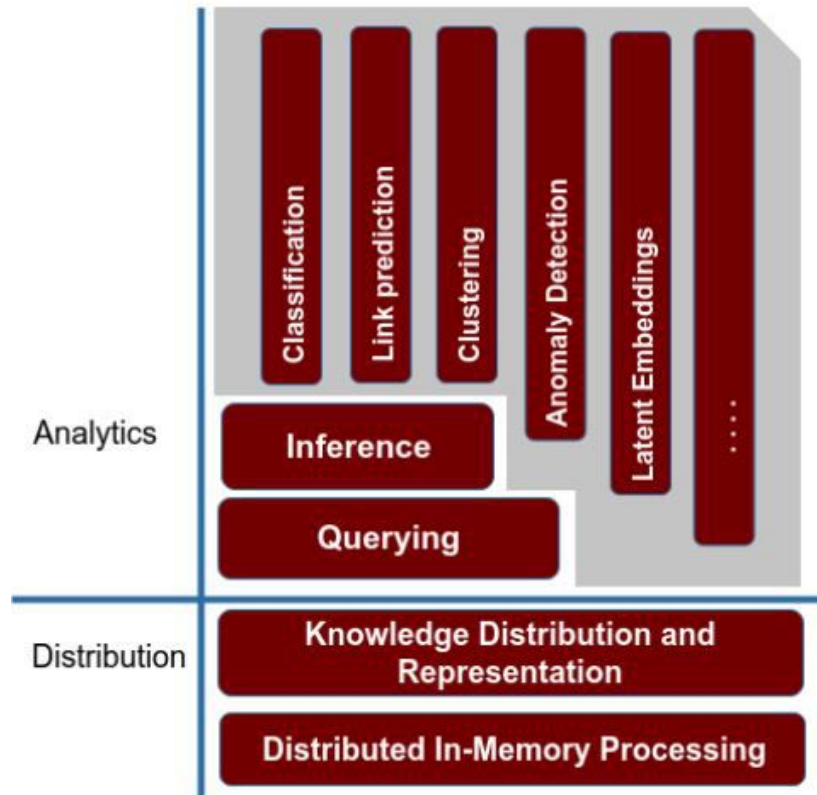 Classification
Link prediction
Clustering
Anomaly Detection
Latent Embeddings
....
Analytics
Inference
Querying
Distribution
Knowledge Distribution and
Representation
Distributed In-Memory Processing